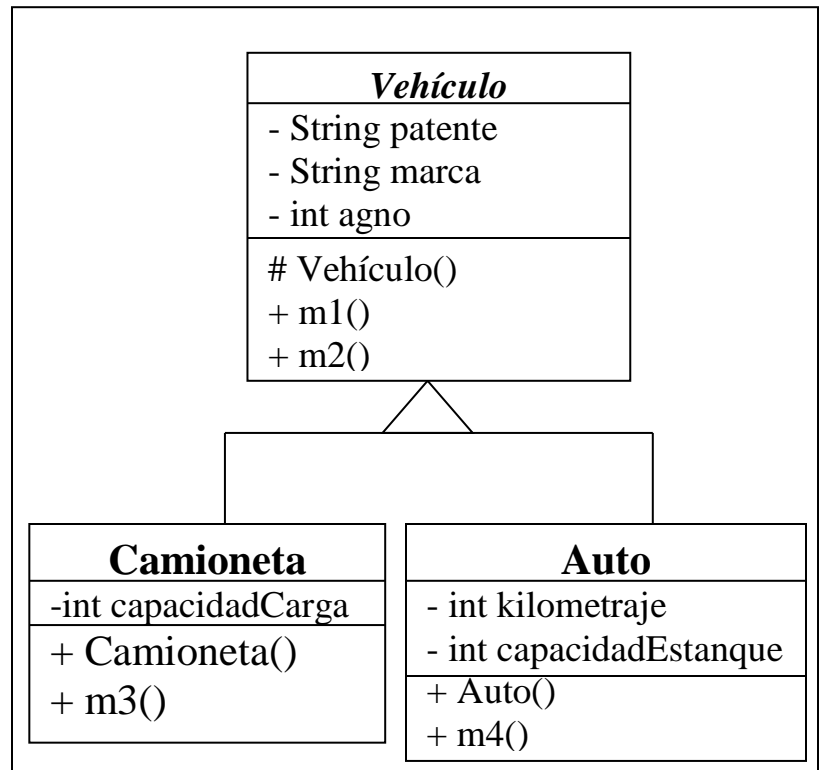 Vehículo
- String patente
- String marca
- int agno
# Vehículo()
+ m1()
+ m2()
Camioneta
-int capacidadCarga
+ Camioneta()
+ m3()
Auto
- int kilometraje
- int capacidadEstanque
+ Auto()
+ m4()